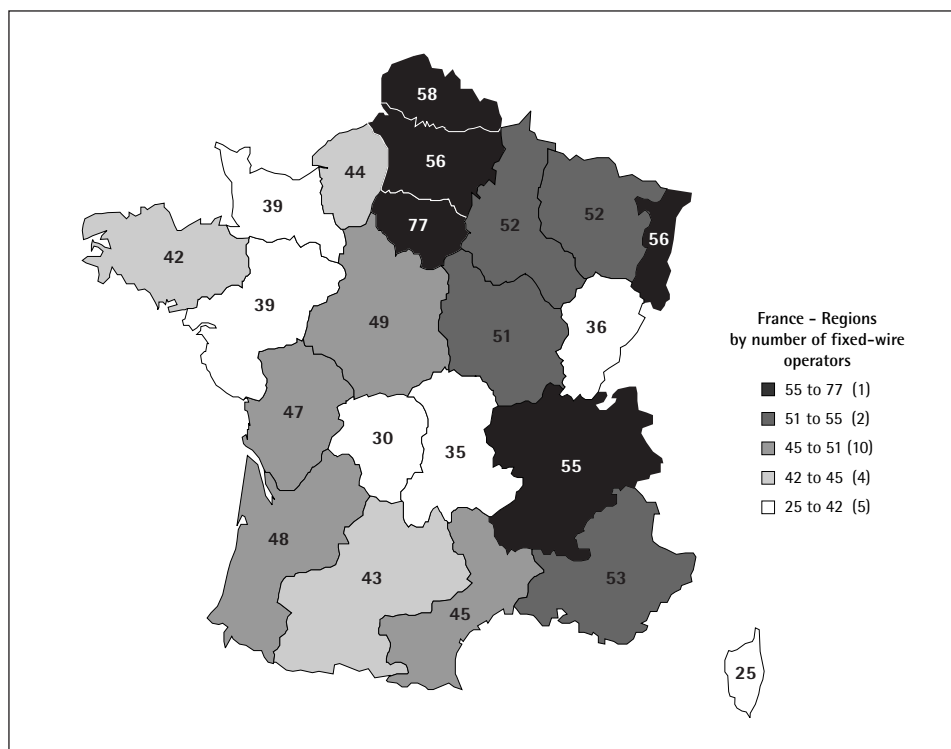 58
56
44
39
77
52
52
56
42
39
49
51
36
47
30
35
55
48
43
53
45
25
France - Regions
by number of fixed-wire
operators
55 to 77 (1)
51 to 55 (2)
45 to 51 (10)
42 to 45 (4)
25 to 42 (5)